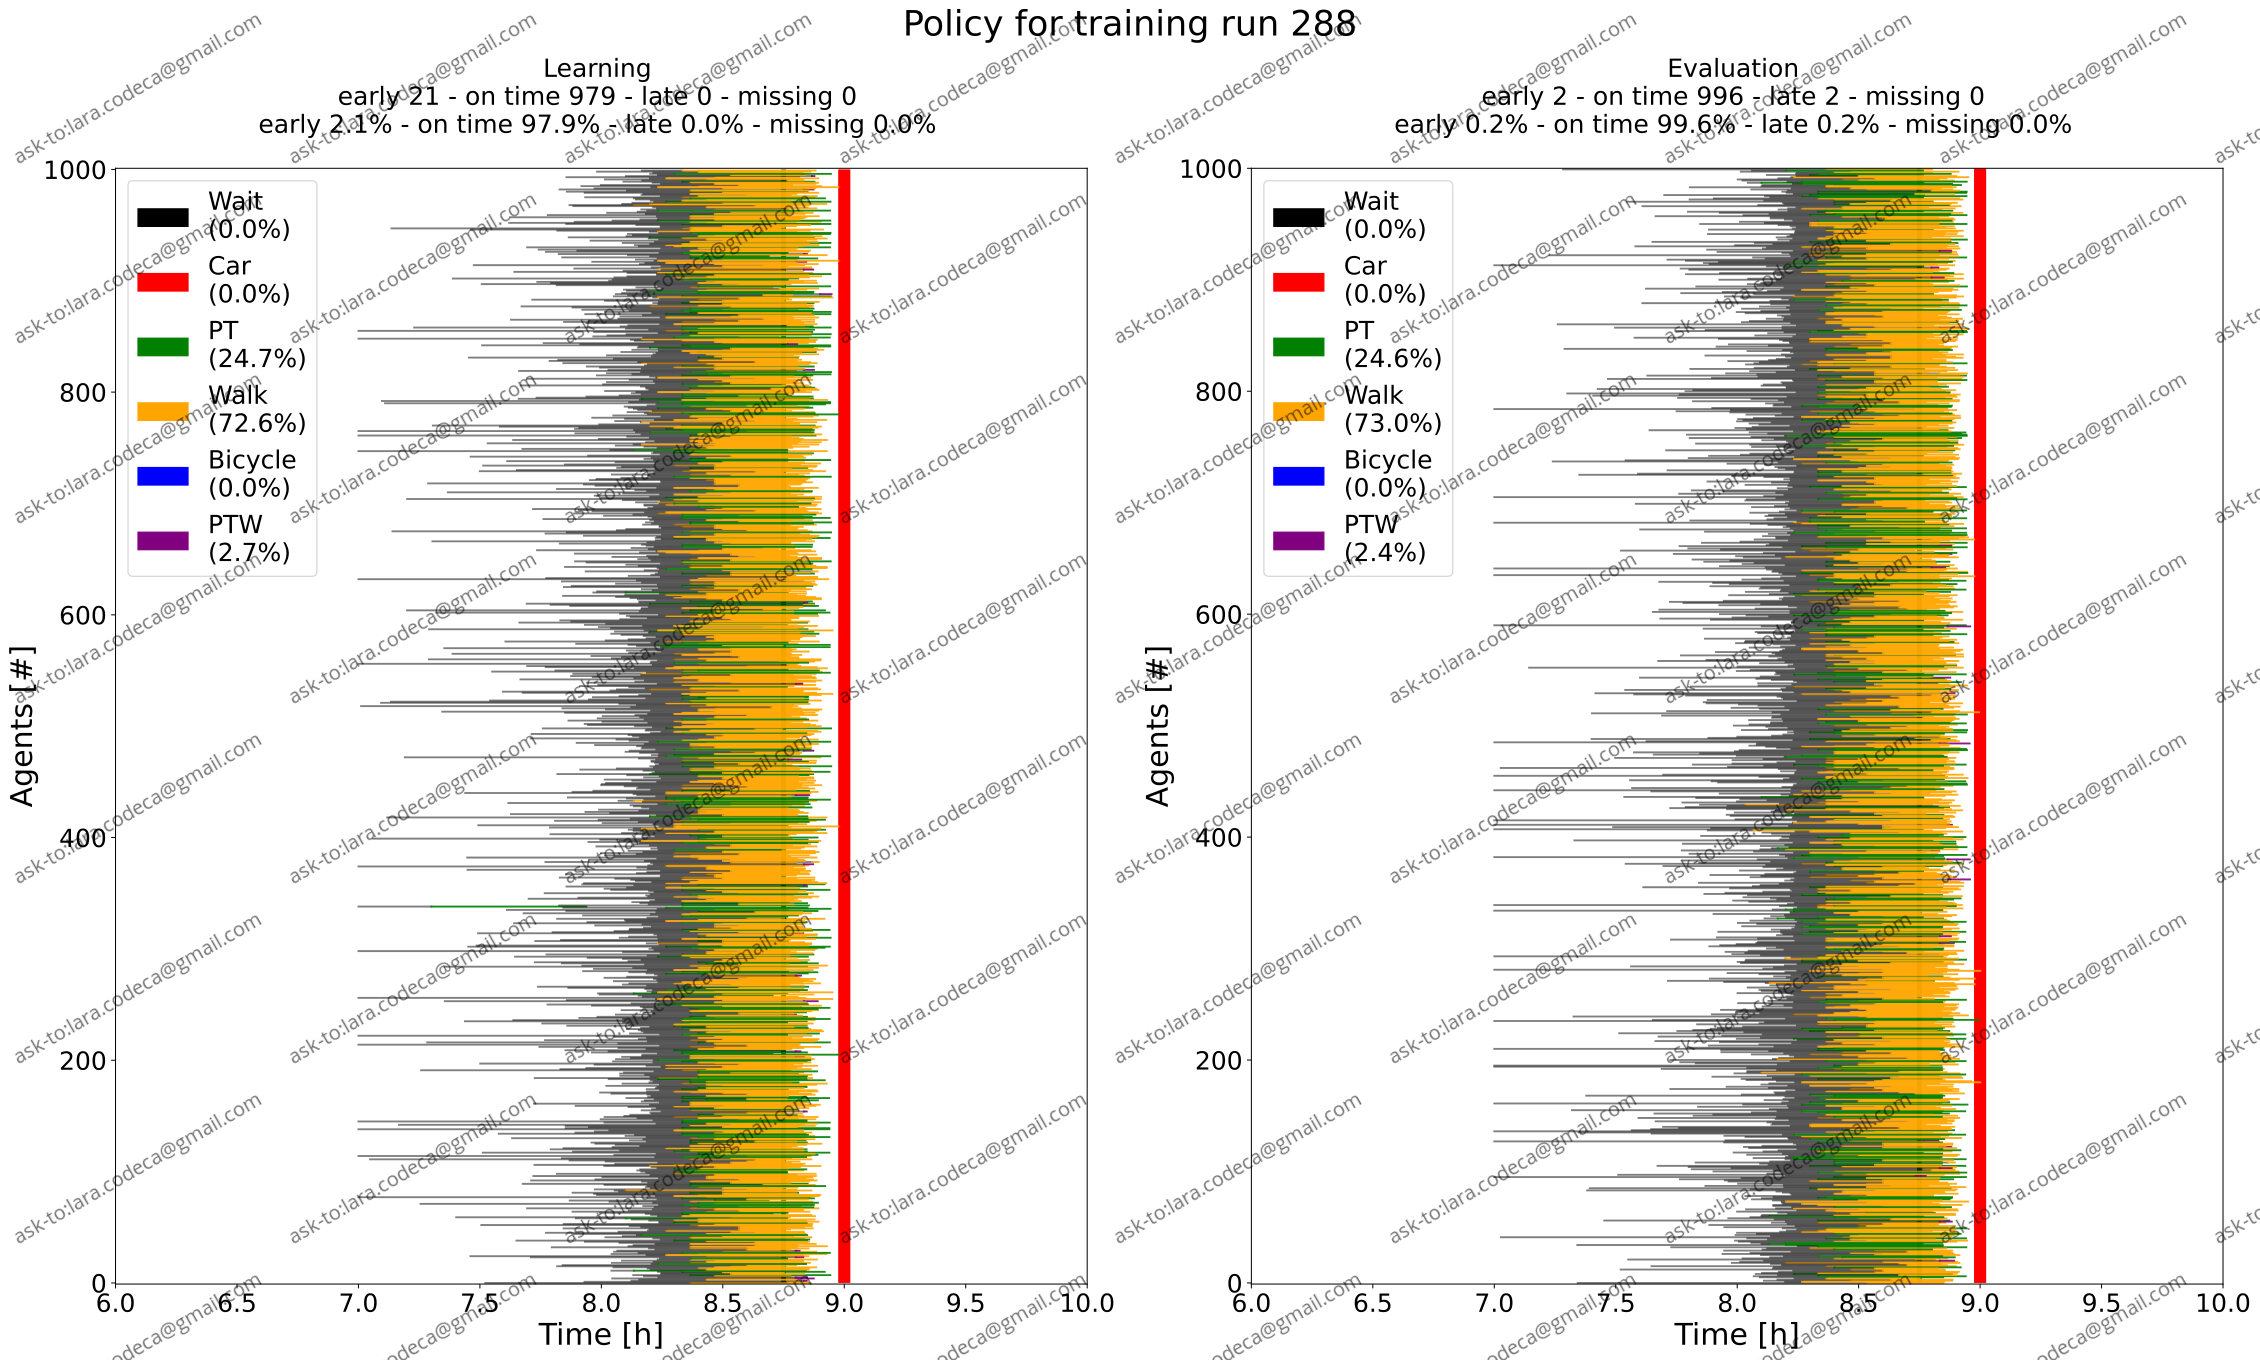 Policy for training run 288
Learning
early 21 - on time 979 - late 0 - missing 0
early 2.1% - on time 97.9% - late 0.0% - missing 0.0%
1000
800
600
400
200
0
Agents [#]
Wait
(0.0%)
Car
(0.0%)
PT
(24.7%)
Walk
(72.6%)
Bicycle
(0.0%)
PTW
(2.7%)
6.0 6.5 7.0 7.5 8.0 8.5 9.0 9.5 10.0
Time [h]
Evaluation
early 2 - on time 996 - late 2 - missing 0
early 0.2% - on time 99.6% - late 0.2% - missing 0.0%
1000
800
600
400
200
0
Agents [#]
Wait
(0.0%)
Car
(0.0%)
PT
(24.6%)
Walk
(73.0%)
Bicycle
(0.0%)
PTW
(2.4%)
6.0 6.5 7.0 7.5 8.0 8.5 9.0 9.5 10.0
Time [h]
ask-to:lara.codeca@gmail.com